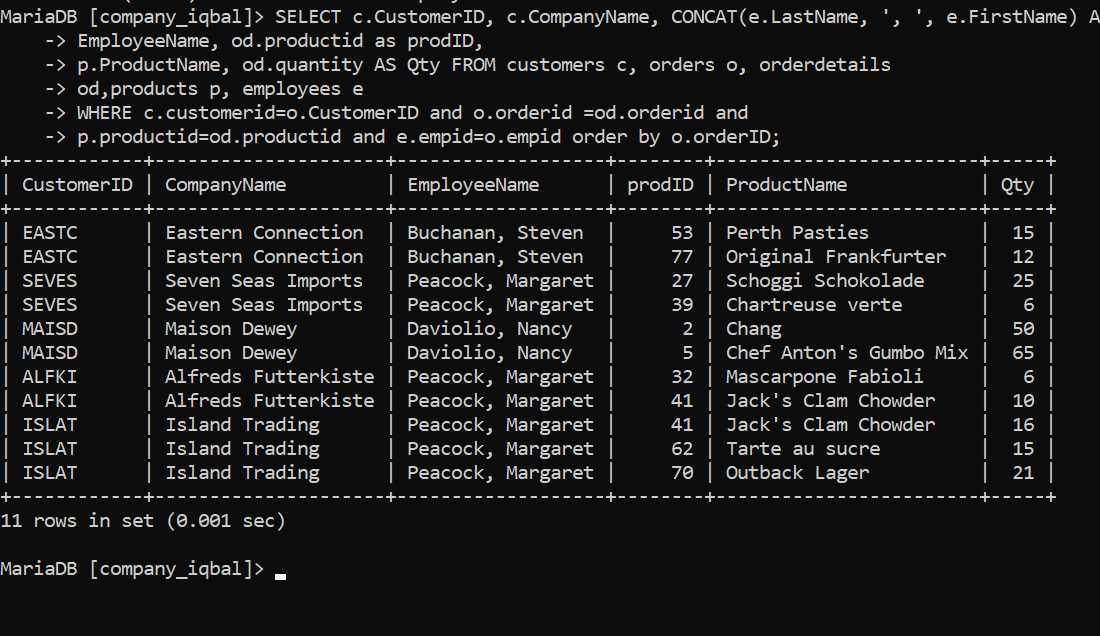 MariaDB [company_iqbal]> SELECT c.CustomerID, c.CompanyName, CONCAT(e.LastName, ', ', e.FirstName) A
    -> EmployeeName, od.productid as prodID,
    -> p.ProductName, od.quantity AS Qty FROM customers c, orders o, orderdetails
    -> od,products p, employees e
    -> WHERE c.customerid=o.CustomerID and o.orderid =od.orderid and
    -> p.productid=od.productid and e.empid=o.empid order by o.orderID;
+------------+---------------------+--------------------+--------+------------------------+-----+
| CustomerID | CompanyName         | EmployeeName      | prodID | ProductName            | Qty |
+------------+---------------------+--------------------+--------+------------------------+-----+
| EASTC      | Eastern Connection  | Buchanan, Steven  |     53 | Perth Pasties          |  15 |
| EASTC      | Eastern Connection  | Buchanan, Steven  |     77 | Original Frankfurter   |  12 |
| SEVES      | Seven Seas Imports  | Peacock, Margaret |     27 | Schoggi Schokolade     |  25 |
| SEVES      | Seven Seas Imports  | Peacock, Margaret |     39 | Chartreuse verte       |   6 |
| MAISD      | Maison Dewey        | Daviolio, Nancy   |      2 | Chang                  |  50 |
| MAISD      | Maison Dewey        | Daviolio, Nancy   |      5 | Chef Anton's Gumbo Mix |  65 |
| ALFKI      | Alfreds Futterkiste | Peacock, Margaret |     32 | Mascarpone Fabioli     |   6 |
| ALFKI      | Alfreds Futterkiste | Peacock, Margaret |     41 | Jack's Clam Chowder    |  10 |
| ISLAT      | Island Trading      | Peacock, Margaret |     41 | Jack's Clam Chowder    |  16 |
| ISLAT      | Island Trading      | Peacock, Margaret |     62 | Tarte au sucre         |  15 |
| ISLAT      | Island Trading      | Peacock, Margaret |     70 | Outback Lager          |  21 |
+------------+---------------------+--------------------+--------+------------------------+-----+
11 rows in set (0.001 sec)
MariaDB [company_iqbal]>